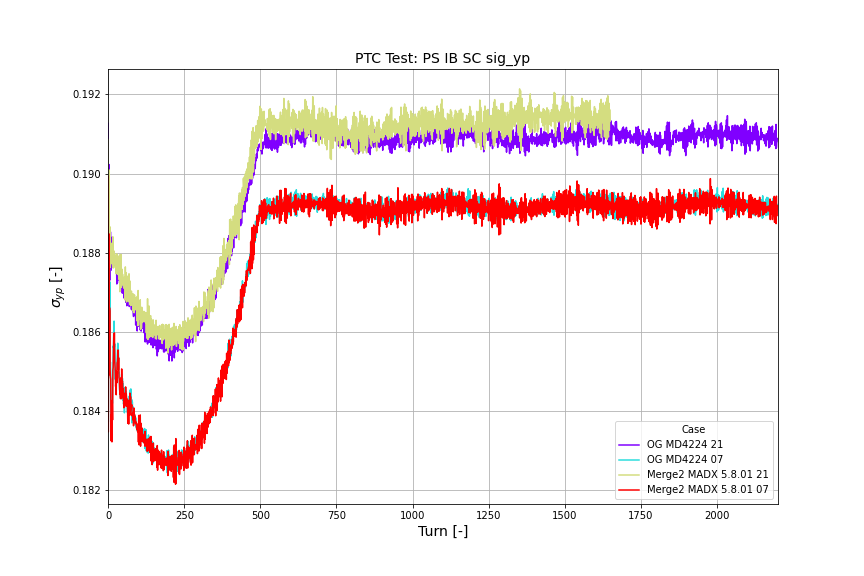 PTC Test: PS IB SC sig_yp
0.192
0.190
0.188
0.186
0.184
0.182
σyp [-]
0 250 500 750 1000 1250 1500 1750 2000
Turn [-]
Case
OG MD4224 21
OG MD4224 07
Merge2 MADX 5.8.01 21
Merge2 MADX 5.8.01 07